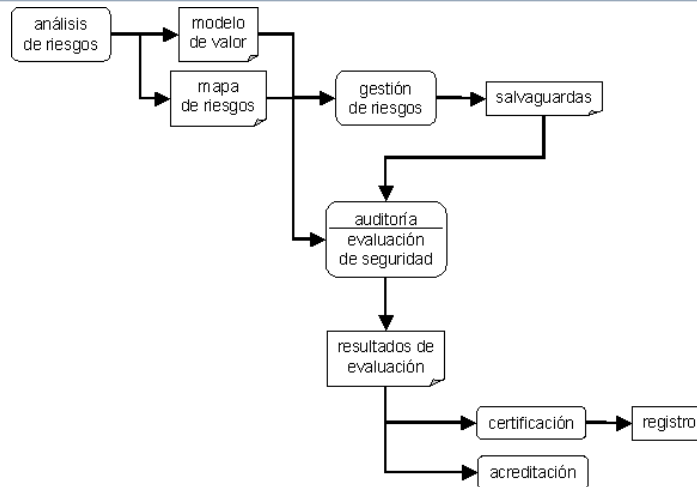 análisis
de riesgos
modelo
de valor
mapa
de riesgos
gestión
de riesgos
salvaguardas
auditoría
evaluación
de seguridad
resultados de
evaluación
certificación
registro
acreditación